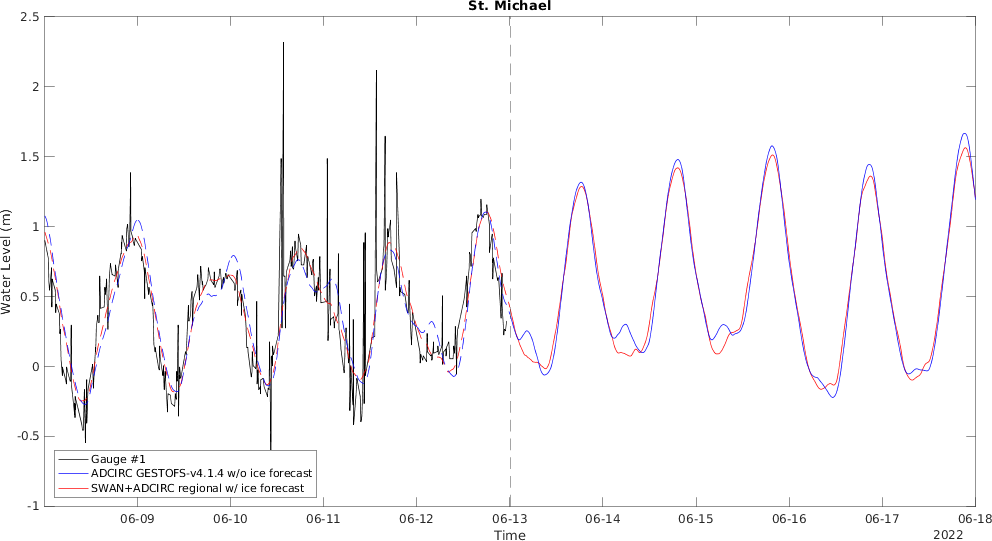 St. Michael
2.5
2
1.5
1
0.5
0
-0.5
-1
Water Level (m)
Gauge #1
ADCIRC GESTOFS-v4.1.4 w/o ice forecast
SWAN+ADCIRC regional w/ ice forecast
06-09 06-10 06-11 06-12 06-13 06-14 06-15 06-16 06-17 06-18
Time
2022